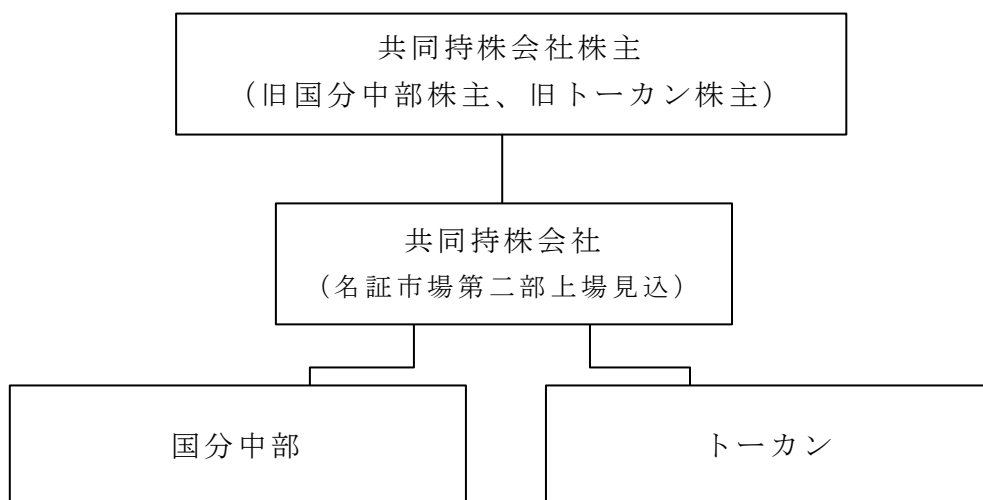 共同持株会社株主
（旧国分中部株主、旧トーカン株主）
共同持株会社
（名証市場第二部上場見込）
国分中部
トーカン